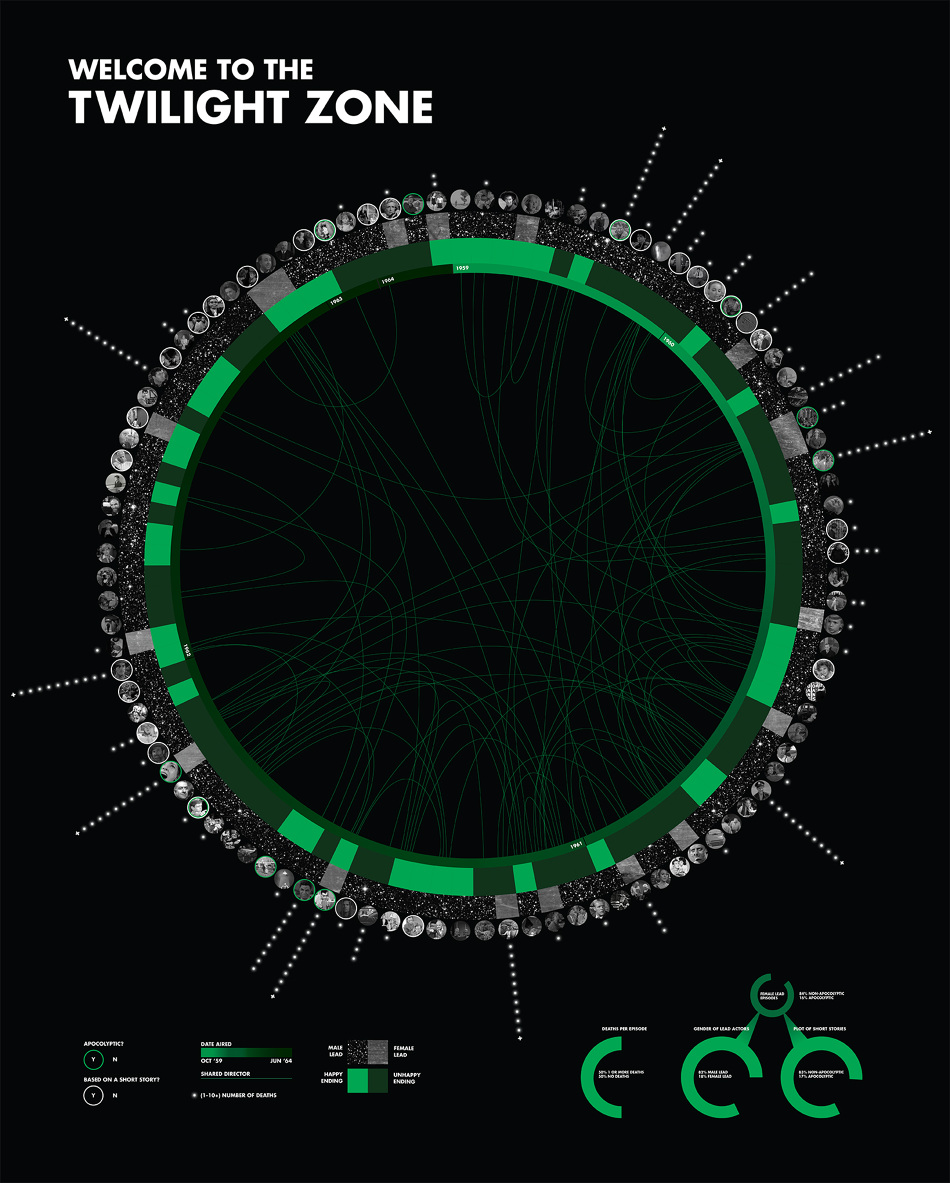 WELCOME TO THE
TWILIGHT ZONE
1959
1960
1961
1962
1963
1964
APOCOLYPTIC?
Y N
BASED ON A SHORT STORY?
Y N
DATE AIRED
OCT '59 JUN '64
SHARED DIRECTOR
(1-10+) NUMBER OF DEATHS
MALE
LEAD
FEMALE
LEAD
HAPPY
ENDING
UNHAPPY
ENDING
DEATHS PER EPISODE
50% 1 OR MORE DEATHS
50% NO DEATHS
GENDER OF LEAD ACTORS
82% MALE LEAD
18% FEMALE LEAD
FEMALE LEAD
EPISODES
84% NON-APOCOLYPTIC
16% APOCOLYPTIC
PLOT OF SHORT STORIES
83% NON-APOCOLYPTIC
17% APOCOLYPTIC